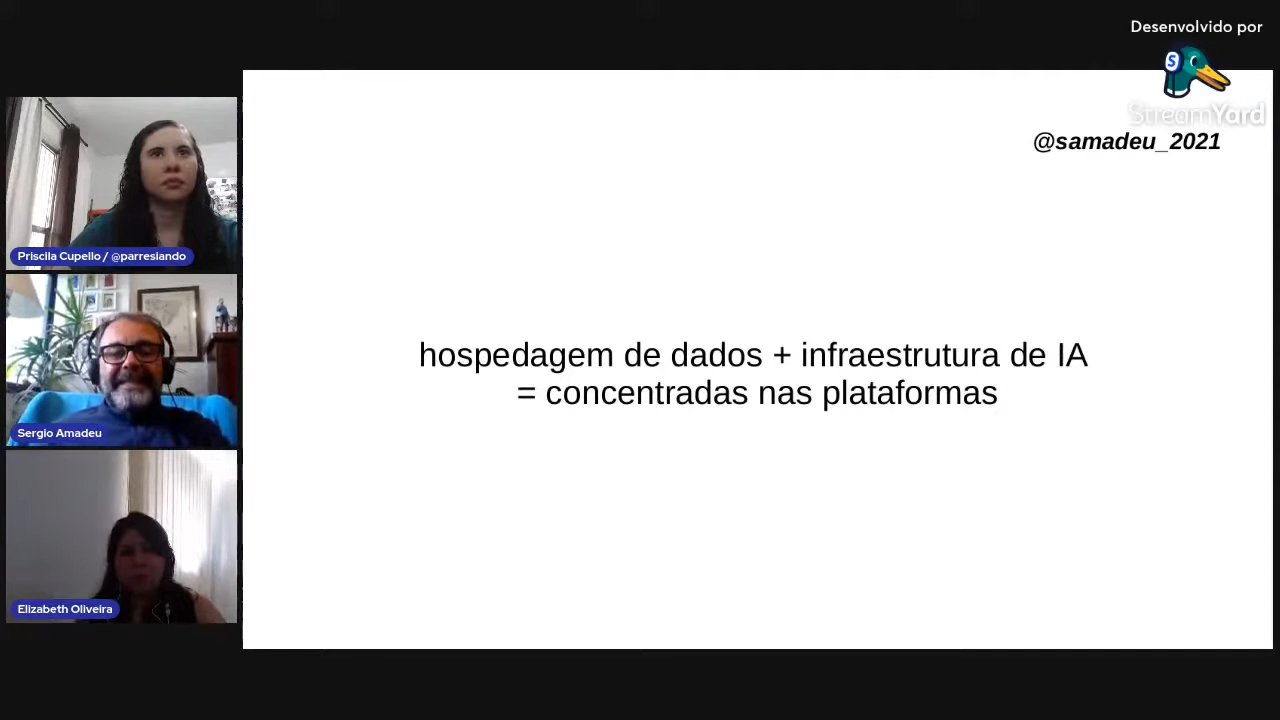 Desenvolvido por
StreamYard
@samadeu_2021
Priscila Cupello / @parresiando
hospedagem de dados + infraestrutura de IA
= concentradas nas plataformas
Sergio Amadeu
Elizabeth Oliveira